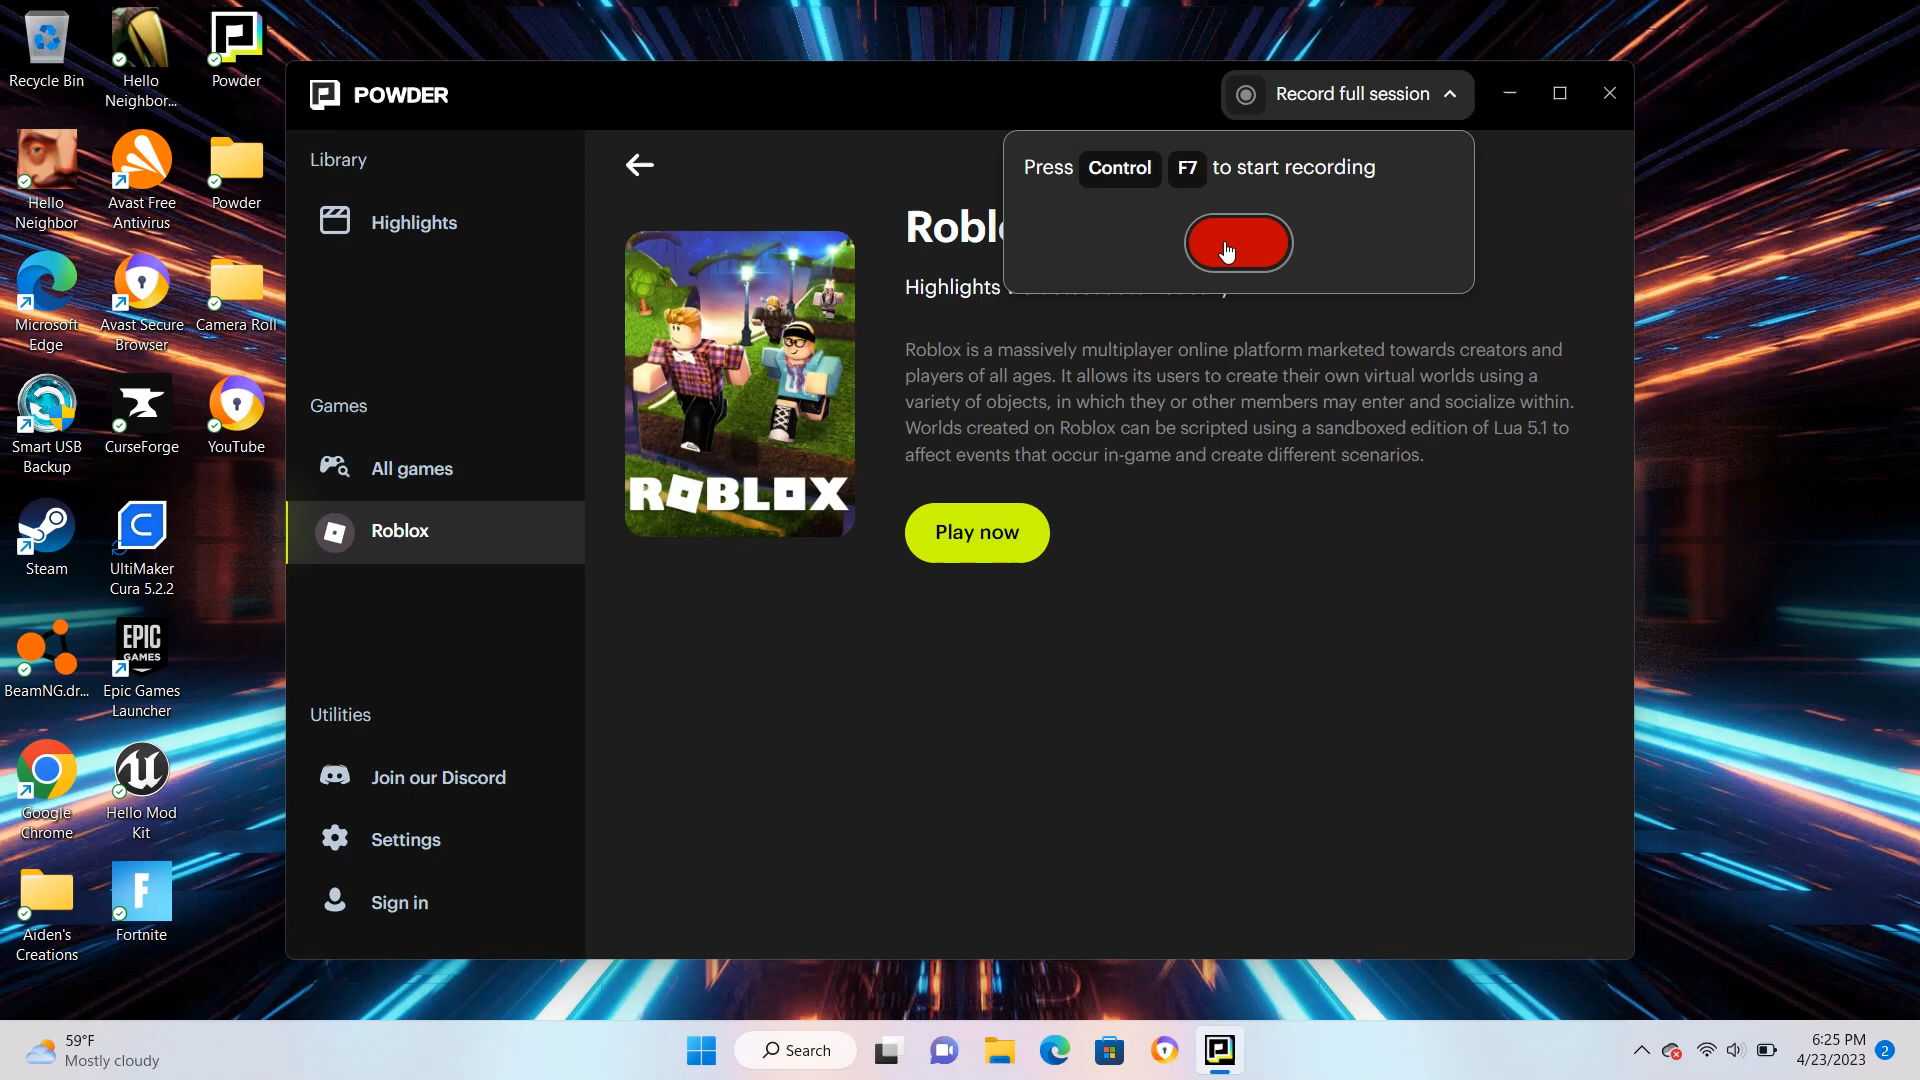 Recycle Bin
Hello
Neighbor...
Powder
Hello
Neighbor
Avast Free
Antivirus
Powder
Microsoft
Edge
Avast Secure
Browser
Camera Roll
Smart USB
Backup
CurseForge
YouTube
Steam
UltiMaker
Cura 5.2.2
BeamNG.dr...
EPIC
GAMES
Epic Games
Launcher
Google
Chrome
Hello Mod
Kit
Aiden's
Creations
Fortnite
POWDER
Record full session
Library
Highlights
Games
All games
Roblox
Utilities
Join our Discord
Settings
Sign in
Press Control F7 to start recording
Highlights
ROBLOX
Roblox is a massively multiplayer online platform marketed towards creators and
players of all ages. It allows its users to create their own virtual worlds using a
variety of objects, in which they or other members may enter and socialize within.
Worlds created on Roblox can be scripted using a sandboxed edition of Lua 5.1 to
affect events that occur in-game and create different scenarios.
Play now
59°F
Mostly cloudy
Search
6:25 PM
4/23/2023
2